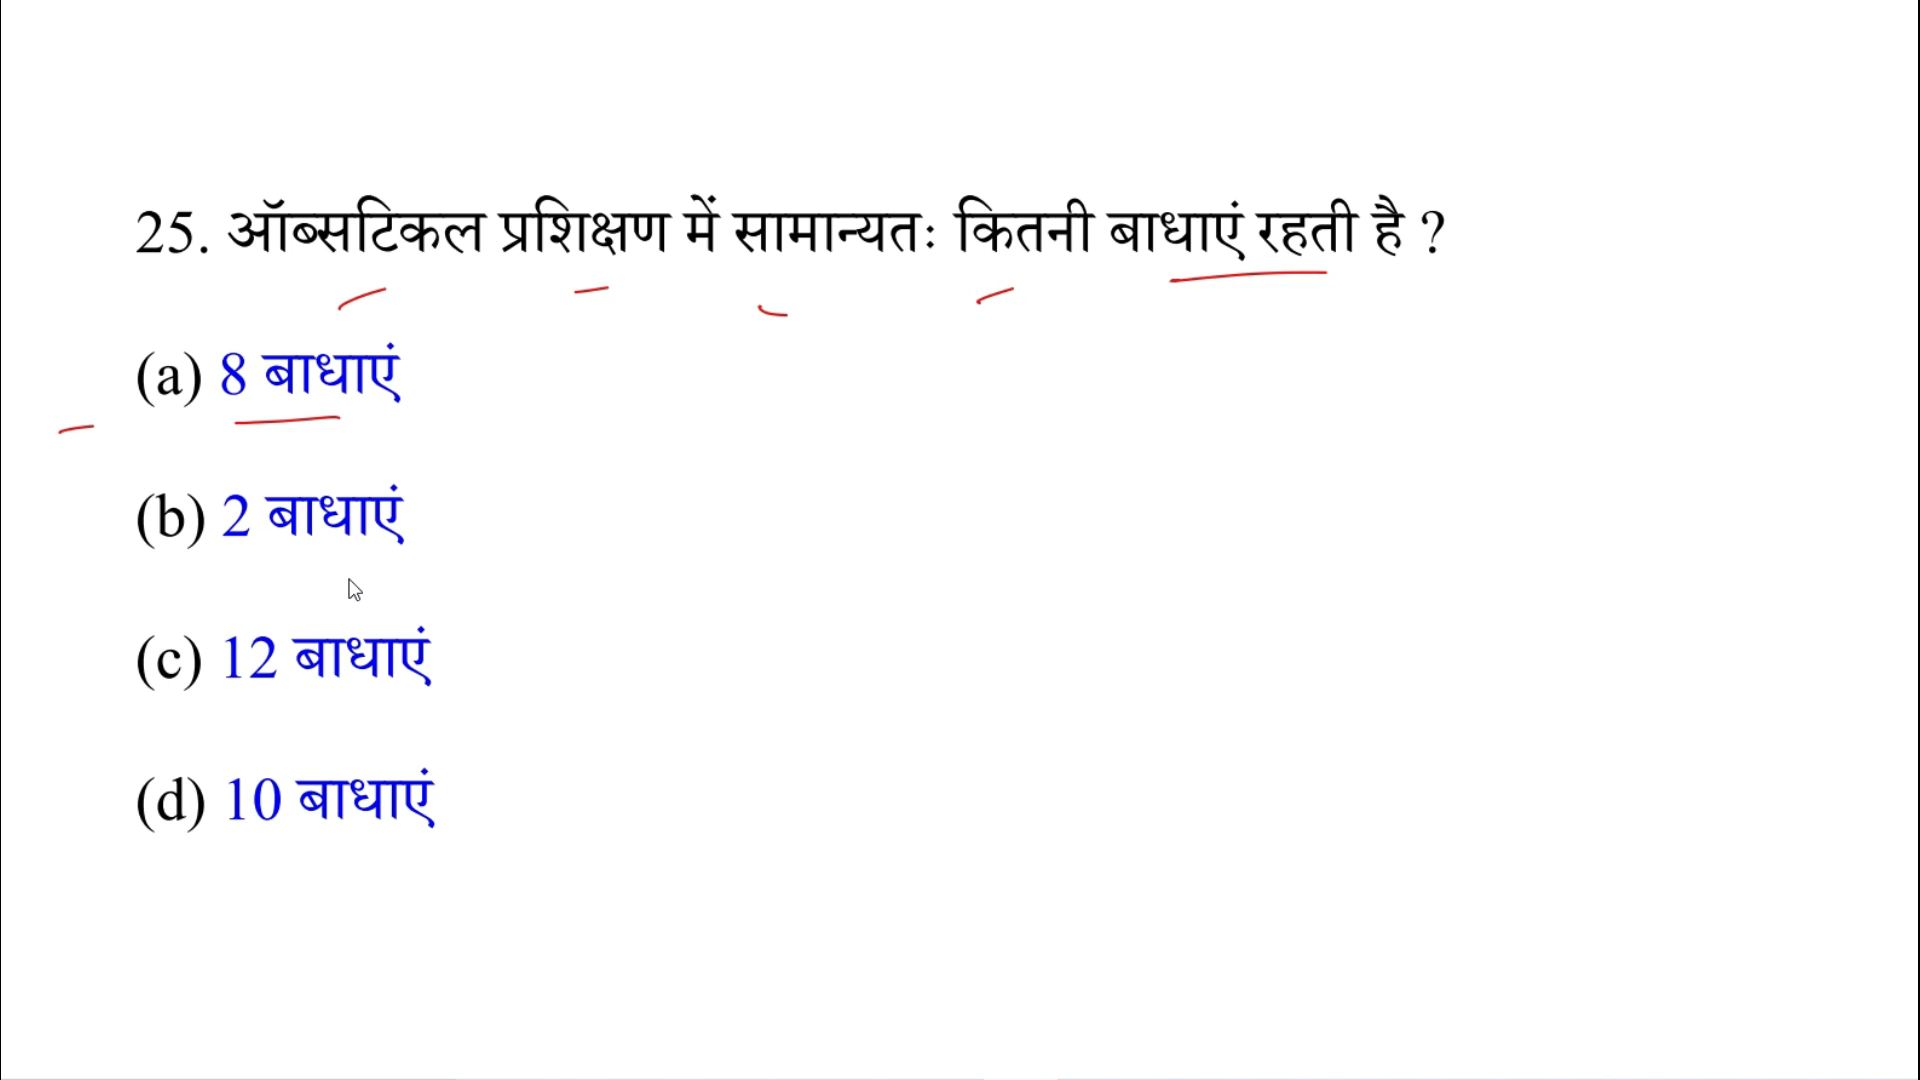 25. ऑब्सटिकल प्रशिक्षण में सामान्यतः कितनी बाधाएं रहती है ?
(a) 8 बाधाएं
(b) 2 बाधाएं
(c) 12 बाधाएं
(d) 10 बाधाएं